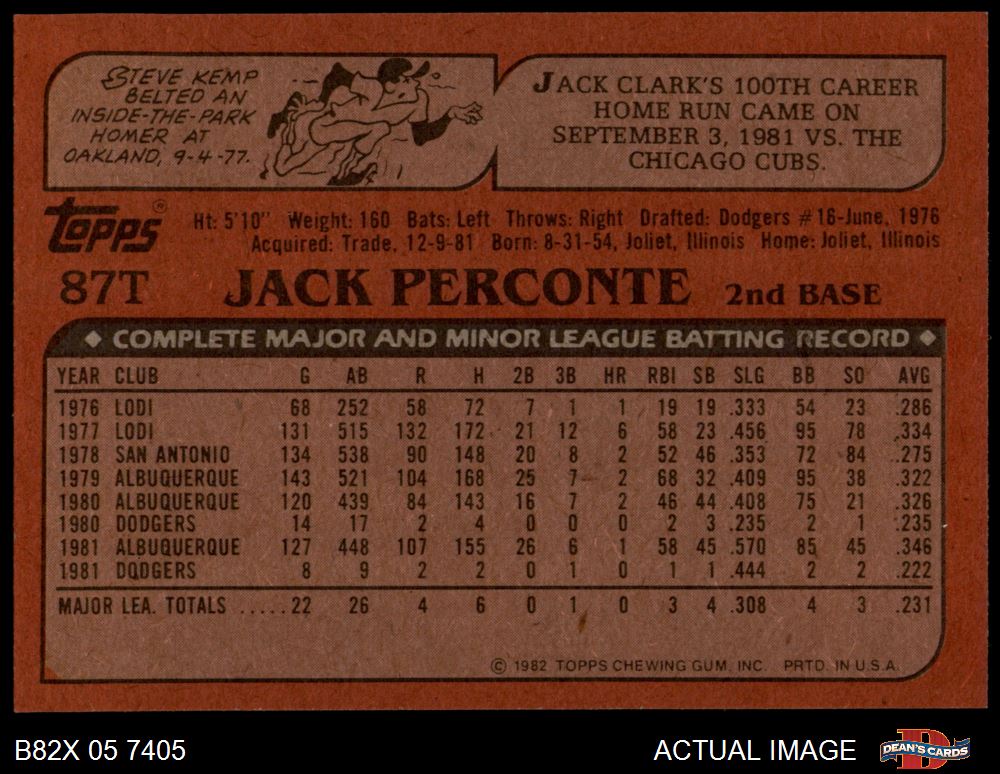 STEVE KEMP
BELTED AN
INSIDE-THE-PARK
HOMER AT
OAKLAND, 9-4-77.
JACK CLARK'S 100TH CAREER
HOME RUN CAME ON
SEPTEMBER 3, 1981 VS. THE
CHICAGO CUBS.
topps®
Ht: 5'10" Weight: 160 Bats: Left Throws: Right Drafted: Dodgers #16-June, 1976
Acquired: Trade, 12-9-81 Born: 8-31-54, Joliet, Illinois Home: Joliet, Illinois
87T JACK PERCONTE 2nd BASE
◆ COMPLETE MAJOR AND MINOR LEAGUE BATTING RECORD ◆
YEAR CLUB G AB R H 2B 3B HR RBI SB SLG BB SO AVG
1976 LODI 68 252 58 72 7 1 1 19 19 .333 54 23 .286
1977 LODI 131 515 132 172 21 12 6 58 23 .456 95 78 .334
1978 SAN ANTONIO 134 538 90 148 20 8 2 52 46 .353 72 84 .275
1979 ALBUQUERQUE 143 521 104 168 25 7 2 68 32 .409 95 38 .322
1980 ALBUQUERQUE 120 439 84 143 16 7 2 46 44 .408 75 21 .326
1980 DODGERS 14 17 2 4 0 0 0 2 3 .235 2 1 .235
1981 ALBUQUERQUE 127 448 107 155 26 6 1 58 45 .570 85 45 .346
1981 DODGERS 8 9 2 2 0 1 0 1 1 .444 2 2 .222
MAJOR LEA. TOTALS .....22 26 4 6 0 1 0 3 4 .308 4 3 .231
© 1982 TOPPS CHEWING GUM, INC. PRTD. IN U.S.A.
B82X 05 7405
ACTUAL IMAGE
DEAN'S CARDS